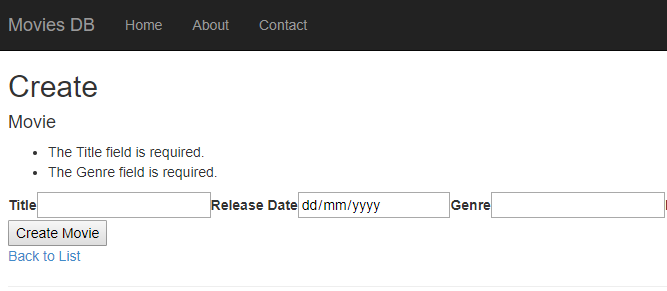 Movies DB Home About Contact
Create
Movie
The Title field is required.
The Genre field is required.
Title Release Date dd/mm/yyyy Genre
Create Movie
Back to List